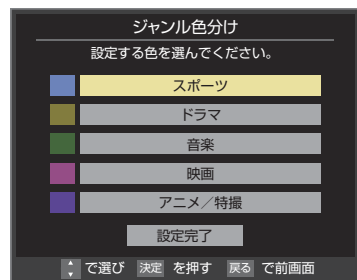 ジャンル色分け
設定する色を選んでください。
スポーツ
ドラマ
音楽
映画
アニメ／特撮
設定完了
で選び 決定 を押す 戻る で前画面